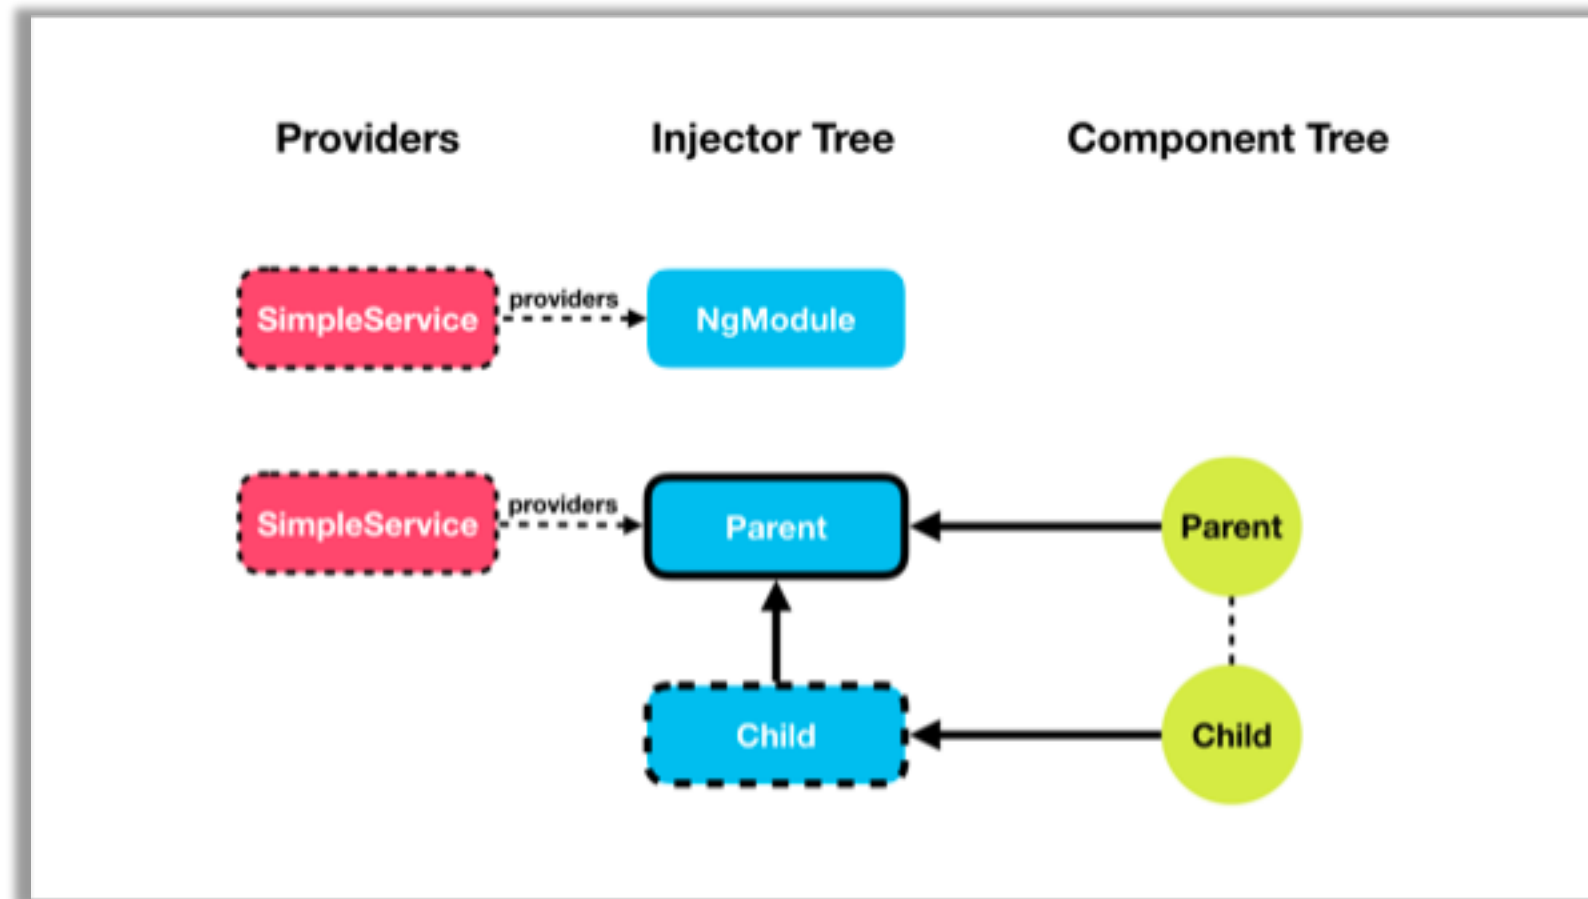 Providers
Injector Tree
Component Tree
SimpleService
providers
NgModule
SimpleService
providers
Parent
Parent
Child
Child